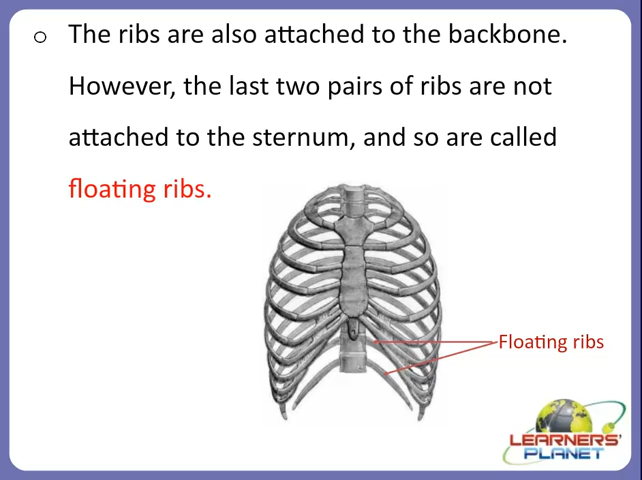 o The ribs are also attached to the backbone.
However, the last two pairs of ribs are not
attached to the sternum, and so are called
floating ribs.
Floating ribs
LEARNERS'
PLANET